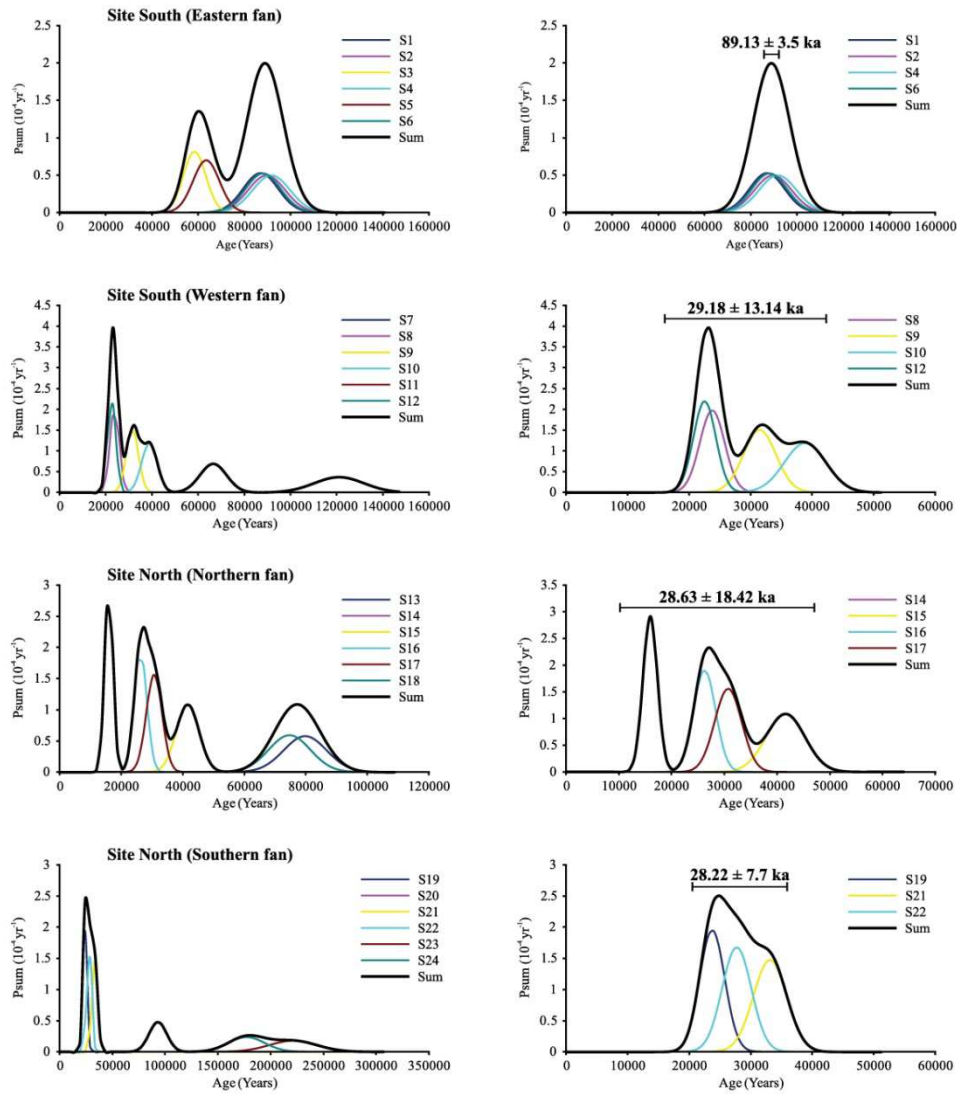 Site South (Eastern fan)
2.5
2
1.5
1
0.5
0
Psum (10⁻⁴ yr⁻¹)
S1
S2
S3
S4
S5
S6
Sum
0 20000 40000 60000 80000 100000 120000 140000 160000
Age (Years)
89.13 ± 3.5 ka
2.5
2
1.5
1
0.5
0
Psum (10⁻⁴ yr⁻¹)
S1
S2
S4
S6
Sum
0 20000 40000 60000 80000 100000 120000 140000 160000
Age (Years)
Site South (Western fan)
4.5
4
3.5
3
2.5
2
1.5
1
0.5
0
Psum (10⁻⁴ yr⁻¹)
S7
S8
S9
S10
S11
S12
Sum
0 20000 40000 60000 80000 100000 120000 140000 160000
Age (Years)
29.18 ± 13.14 ka
4.5
4
3.5
3
2.5
2
1.5
1
0.5
0
Psum (10⁻⁴ yr⁻¹)
S8
S9
S10
S12
Sum
0 10000 20000 30000 40000 50000 60000
Age (Years)
Site North (Northern fan)
3
2.5
2
1.5
1
0.5
0
Psum (10⁻⁴ yr⁻¹)
S13
S14
S15
S16
S17
S18
Sum
0 20000 40000 60000 80000 100000 120000
Age (Years)
28.63 ± 18.42 ka
3.5
3
2.5
2
1.5
1
0.5
0
Psum (10⁻⁴ yr⁻¹)
S14
S15
S16
S17
Sum
0 10000 20000 30000 40000 50000 60000 70000
Age (Years)
Site North (Southern fan)
3
2.5
2
1.5
1
0.5
0
Psum (10⁻⁴ yr⁻¹)
S19
S20
S21
S22
S23
S24
Sum
0 50000 100000 150000 200000 250000 300000 350000
Age (Years)
28.22 ± 7.7 ka
3
2.5
2
1.5
1
0.5
0
Psum (10⁻⁴ yr⁻¹)
S19
S21
S22
Sum
0 10000 20000 30000 40000 50000 60000
Age (Years)